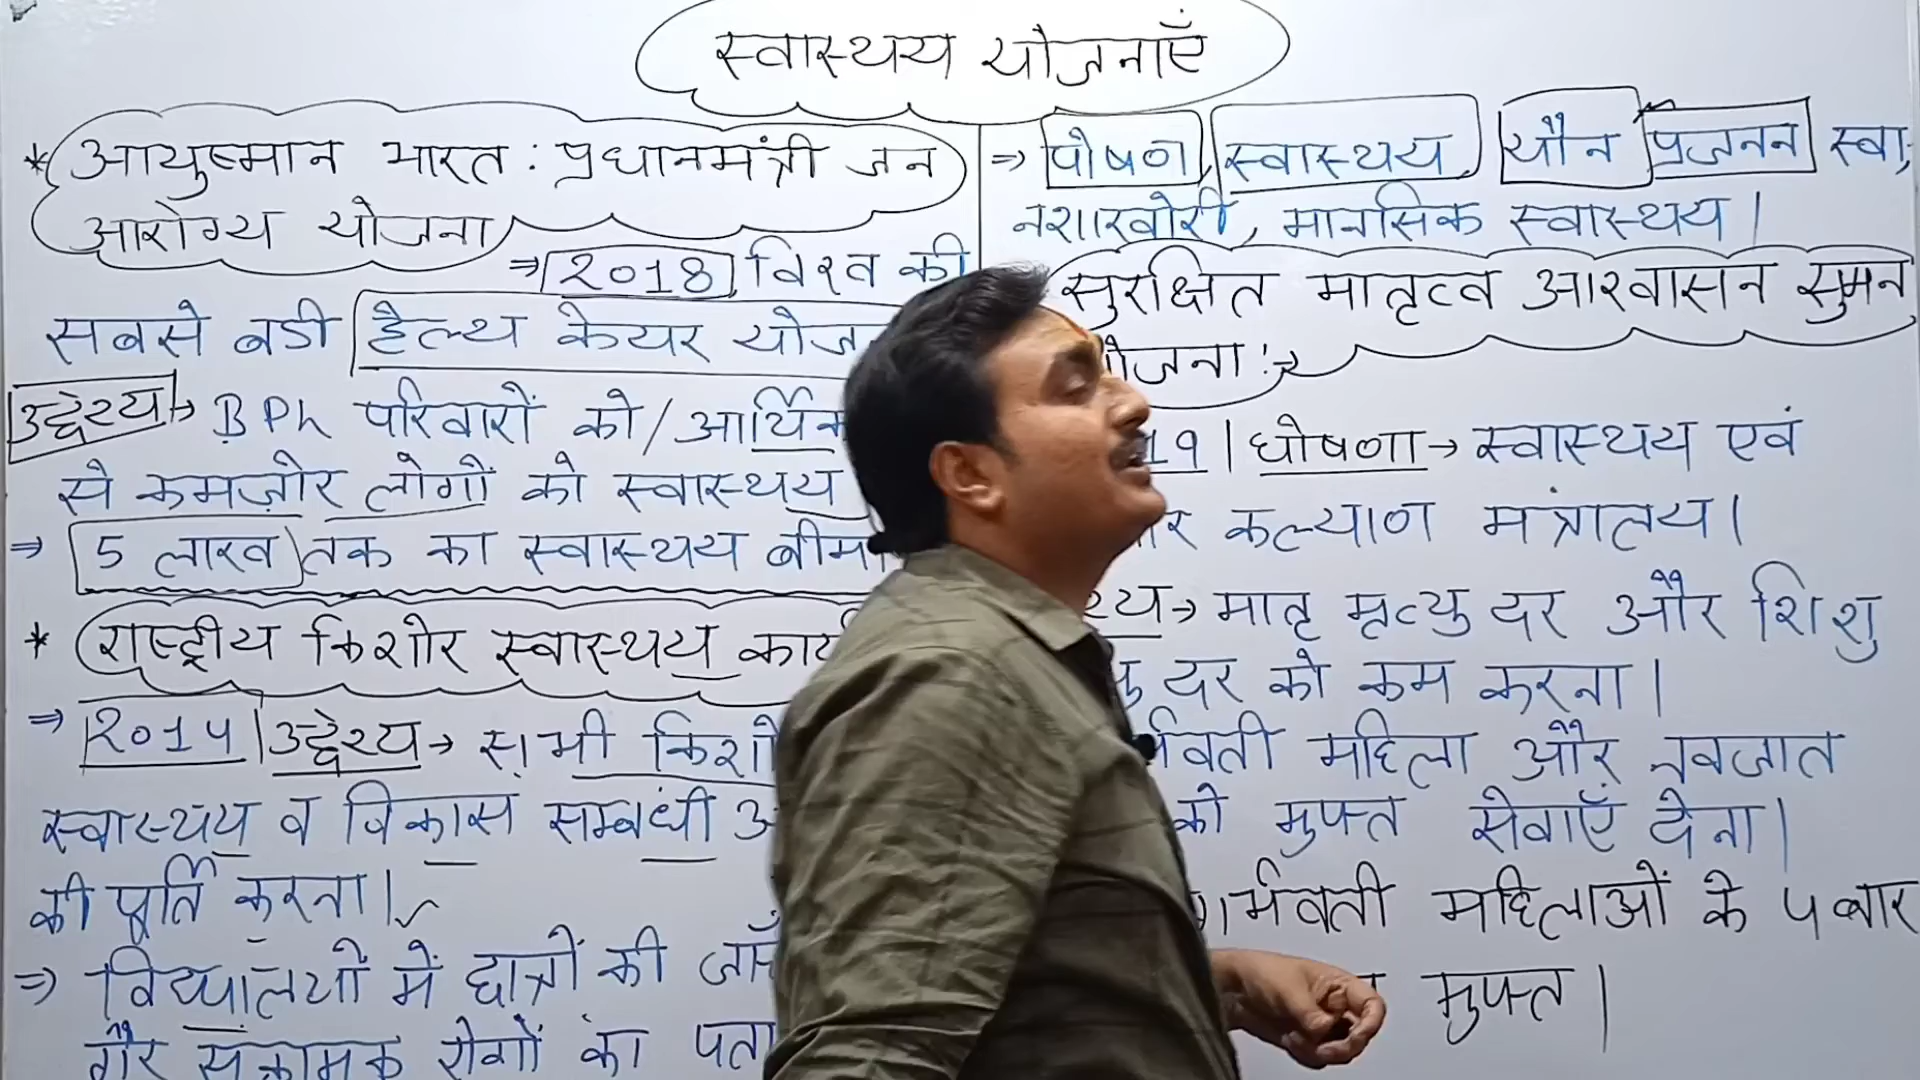 स्वास्थ्य योजनाएँ
* आयुष्मान भारत : प्रधानमंत्री जन
आरोग्य योजना
⇒ 2018 विश्व की
सबसे बडी हैल्थ केयर
उद्देश्य → BPL परिवारों को / आर्थिक
से कमज़ोर लोगों को स्वास्थ्य
⇒ 5 लाख तक का स्वास्थ्य बीमा
* राष्ट्रीय किशोर स्वास्थ्य
⇒ 2014 उद्देश्य → सभी
स्वास्थ्य व विकास सम्बंधी
की पूर्ति करना।
⇒ विद्यालयों में छात्रों की
गैर संक्रामक रोगों का पता
⇒ पोषण, स्वास्थ्य, यौन प्रजनन स्वा,
नशाखोरी, मानसिक स्वास्थ्य।
सुरक्षित मातृत्व आश्वासन सुमन
घोषणा → स्वास्थ्य एवं
कल्याण मंत्रालय।
→ मातृ मृत्यु दर और शिशु
दर को कम करना।
महिला और नवजात
को मुफ्त सेवाएँ देना।
गर्भवती महिलाओं के 4 बार
मुफ्त।